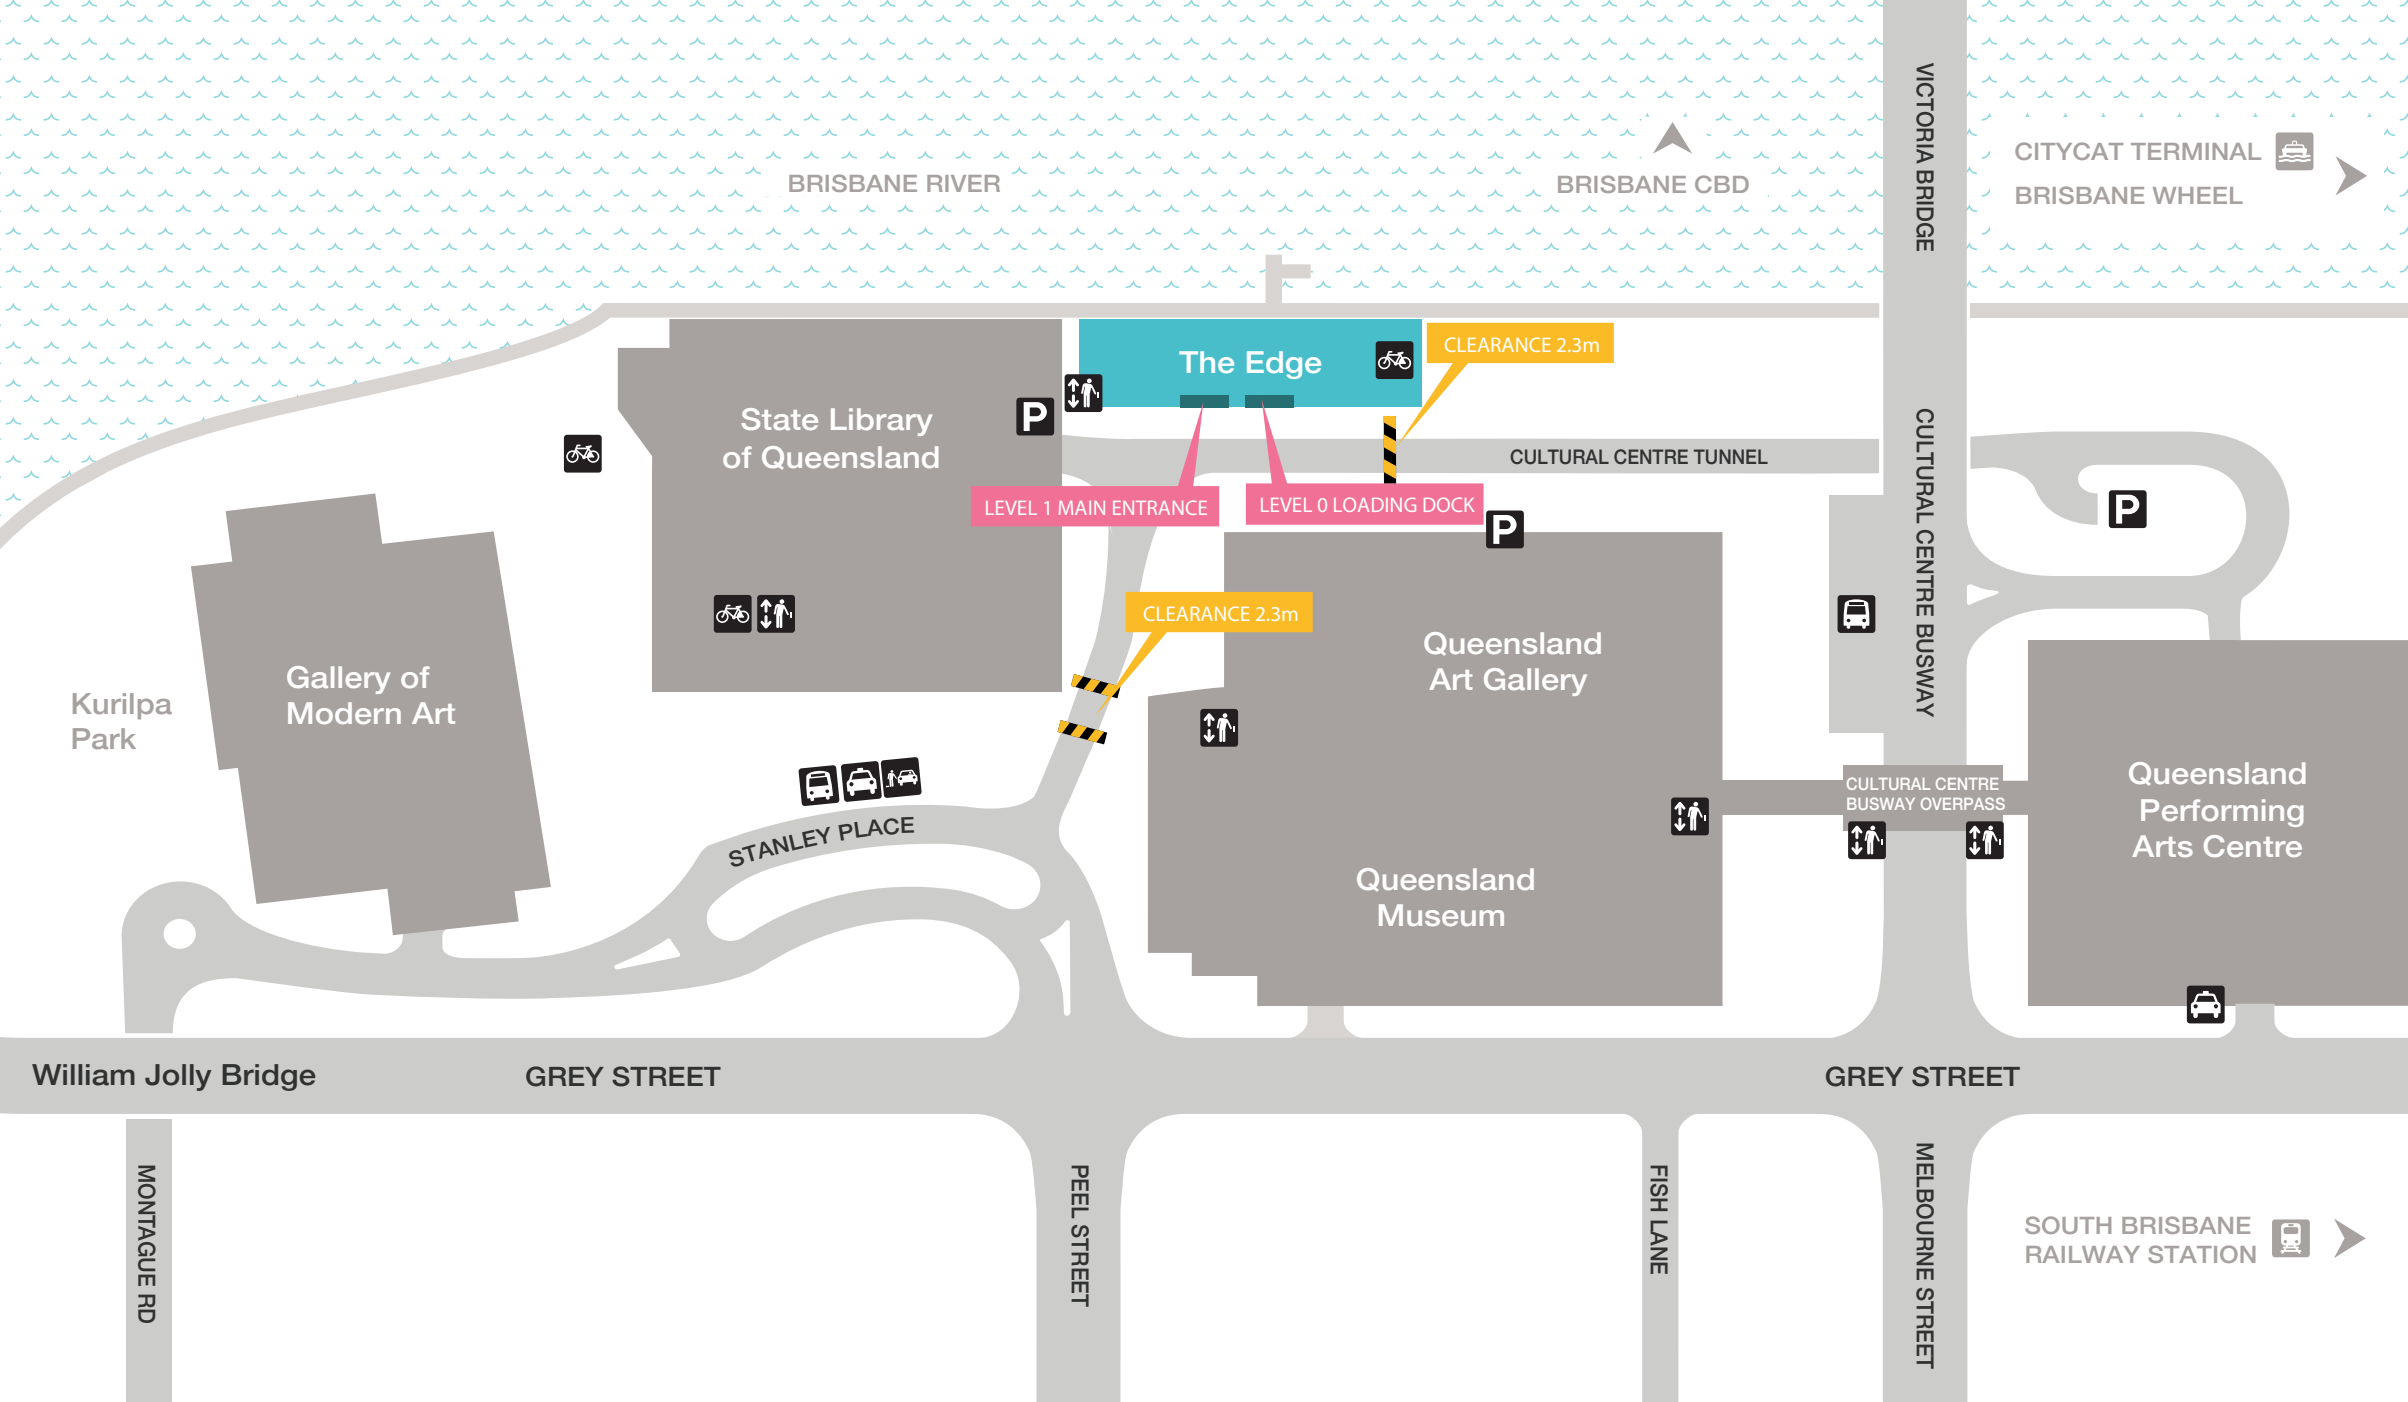 VICTORIA BRIDGE
CITYCAT TERMINAL
BRISBANE WHEEL
BRISBANE RIVER
BRISBANE CBD
The Edge
CLEARANCE 2.3m
State Library
of Queensland
P
CULTURAL CENTRE TUNNEL
CULTURAL CENTRE BUSWAY
LEVEL 1 MAIN ENTRANCE
LEVEL 0 LOADING DOCK
P
P
CLEARANCE 2.3m
Queensland
Art Gallery
Gallery of
Modern Art
Kurilpa
Park
STANLEY PLACE
CULTURAL CENTRE
BUSWAY OVERPASS
Queensland
Performing
Arts Centre
Queensland
Museum
William Jolly Bridge
GREY STREET
GREY STREET
MONTAGUE RD
PEEL STREET
FISH LANE
MELBOURNE STREET
SOUTH BRISBANE
RAILWAY STATION